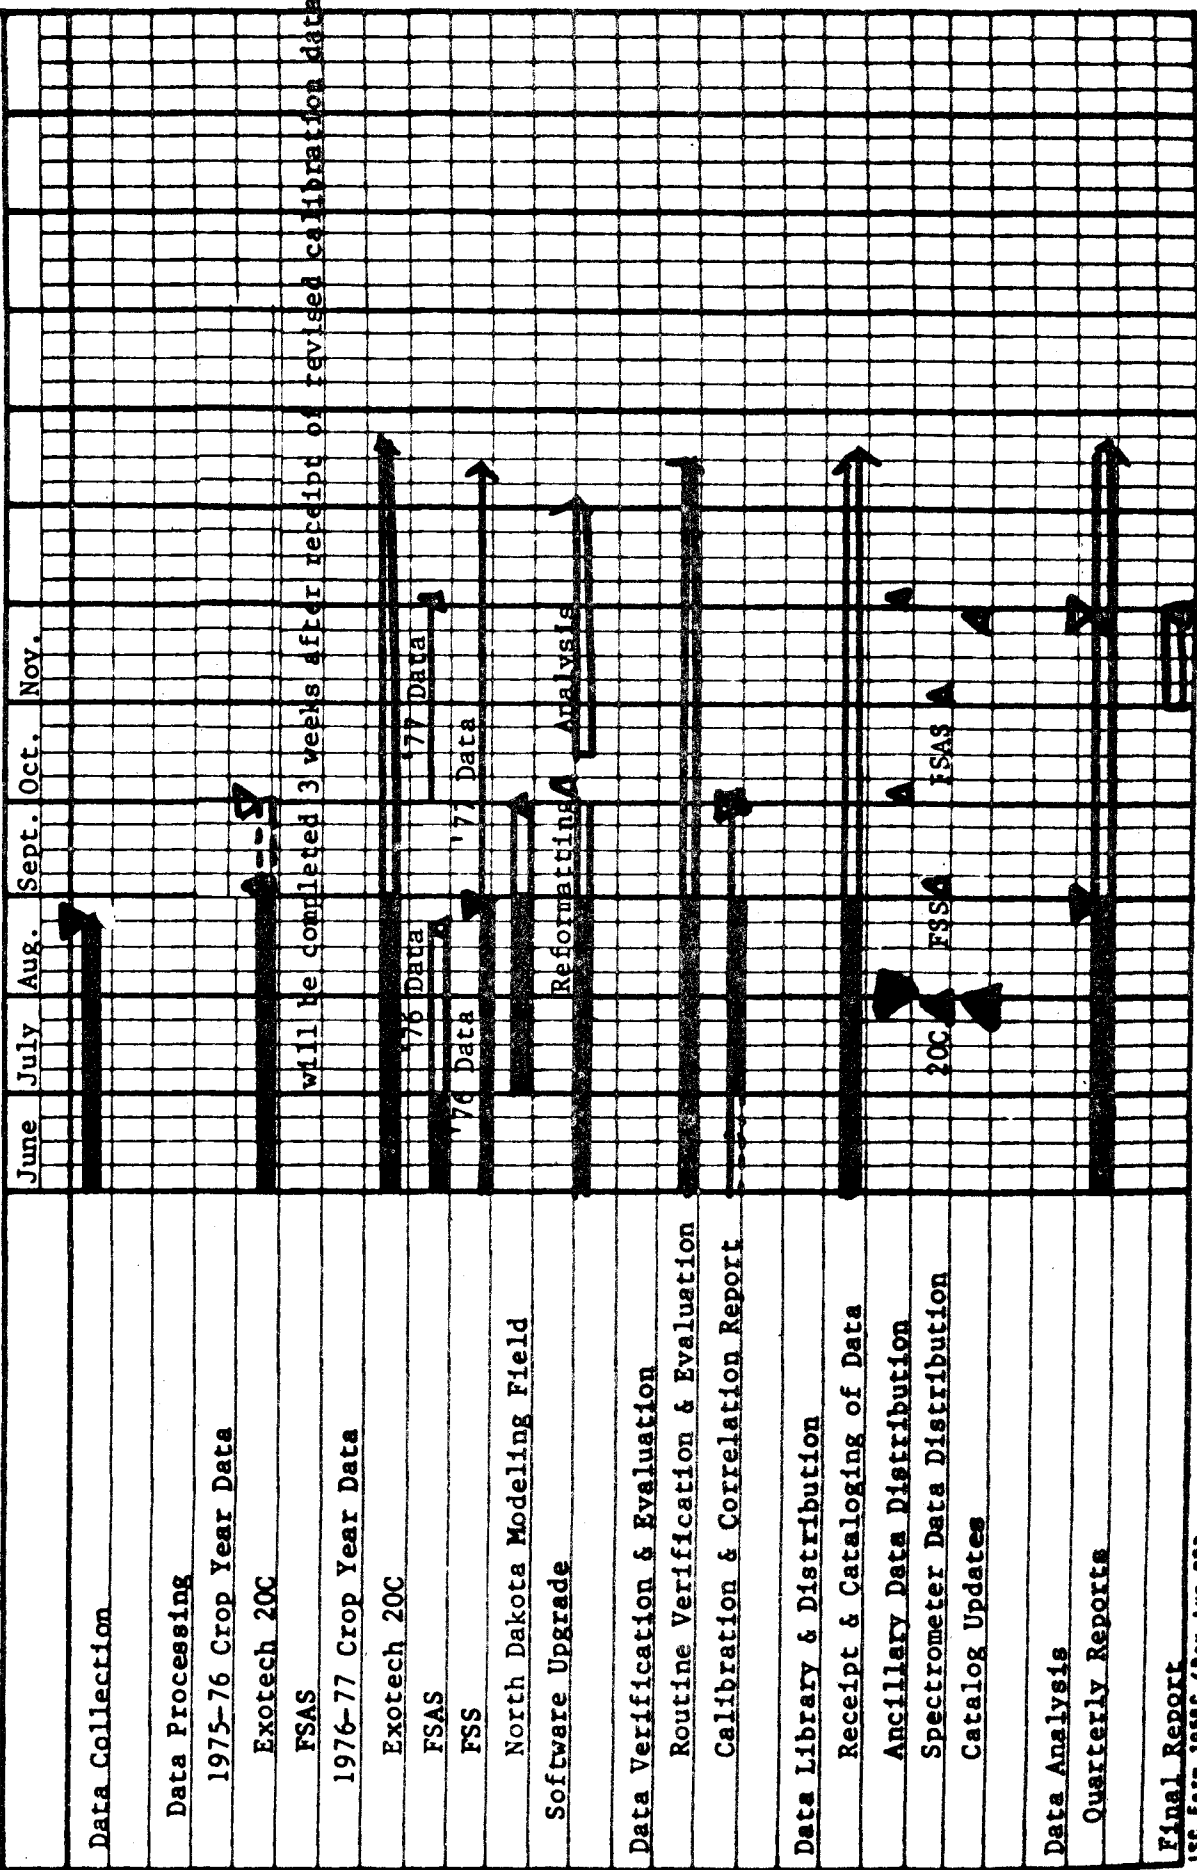 June July Aug. Sept. Oct. Nov.
Data Collection
Data Processing
1975-76 Crop Year Data
Exotech 20C
FSAS will be completed 3 weeks after receipt of revised calibration data
1976-77 Crop Year Data
Exotech 20C
FSAS '76 Data '77 Data
FSS '76 Data '77 Data
North Dakota Modeling Field
Software Upgrade Reformatting Analysis
Data Verification & Evaluation
Routine Verification & Evaluation
Calibration & Correlation Report
Data Library & Distribution
Receipt & Cataloging of Data
Ancillary Data Distribution
Spectrometer Data Distribution 20C FSS FSAS
Catalog Updates
Data Analysis
Quarterly Reports
Final Report